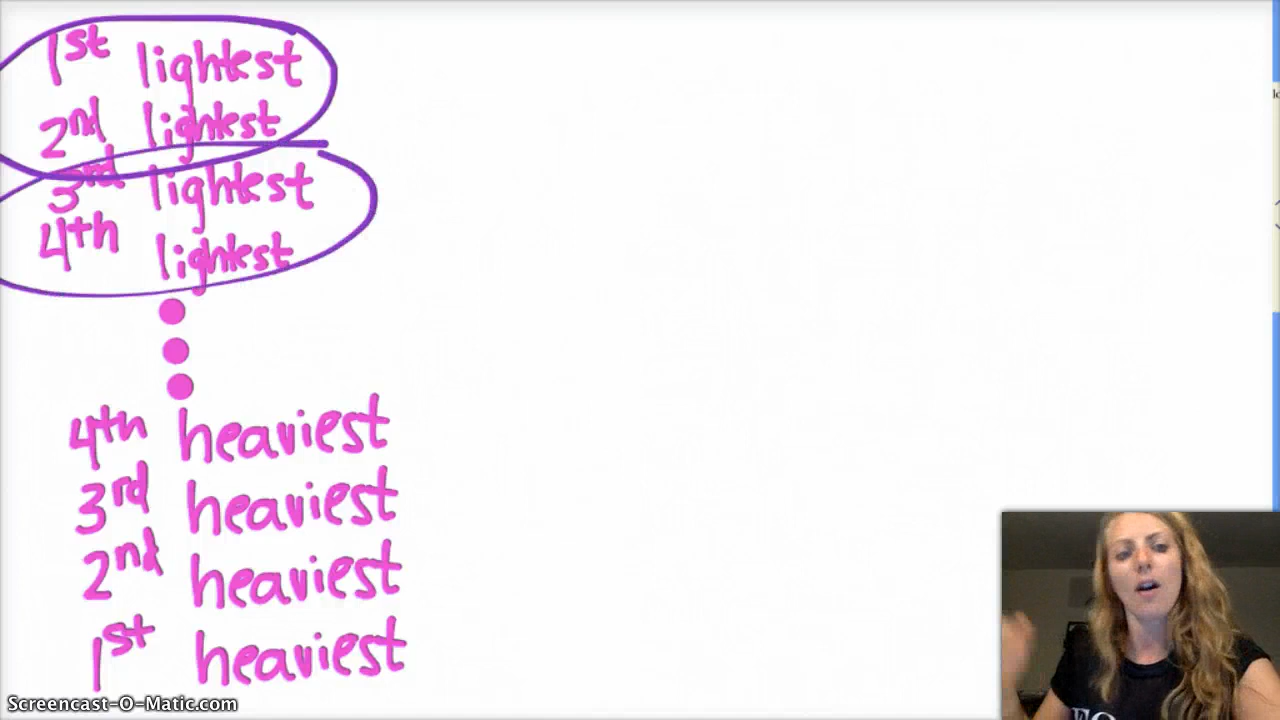 1st lightest
2nd lightest
3rd lightest
4th lightest
4th heaviest
3rd heaviest
2nd heaviest
1st heaviest
Screencast-O-Matic.com